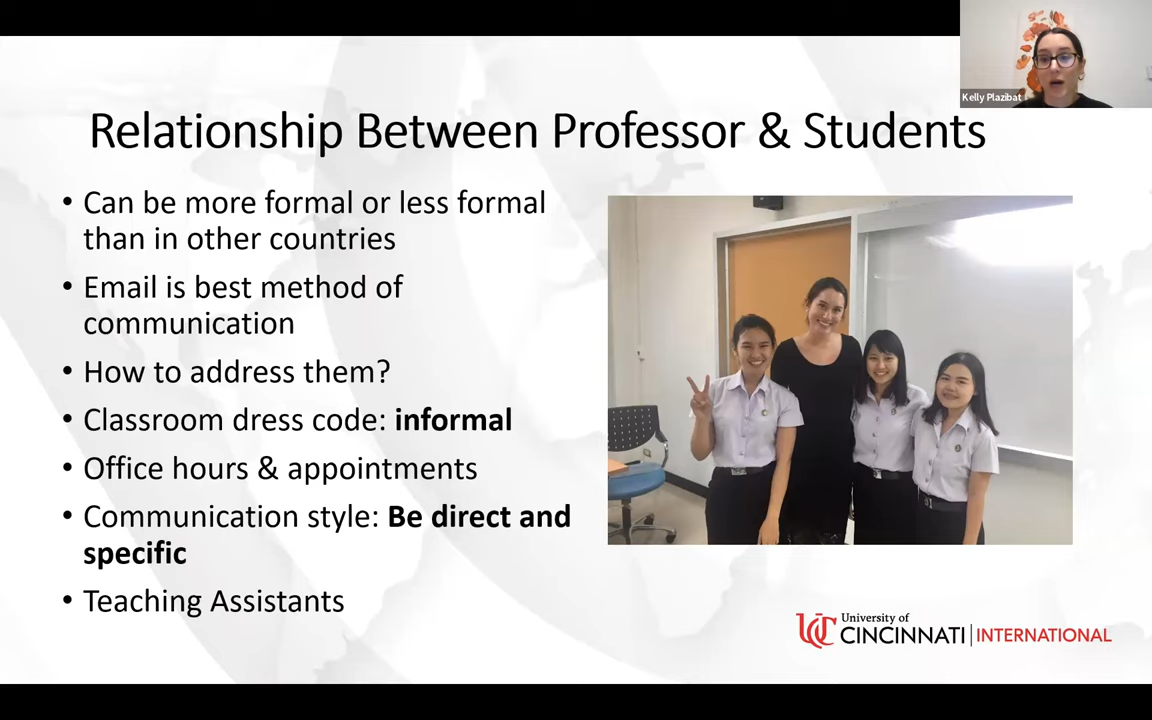 Kelly Plazibat
Relationship Between Professor & Students
• Can be more formal or less formal
than in other countries
• Email is best method of
communication
• How to address them?
• Classroom dress code: informal
• Office hours & appointments
• Communication style: Be direct and
specific
• Teaching Assistants
UC
University of
CINCINNATI | INTERNATIONAL